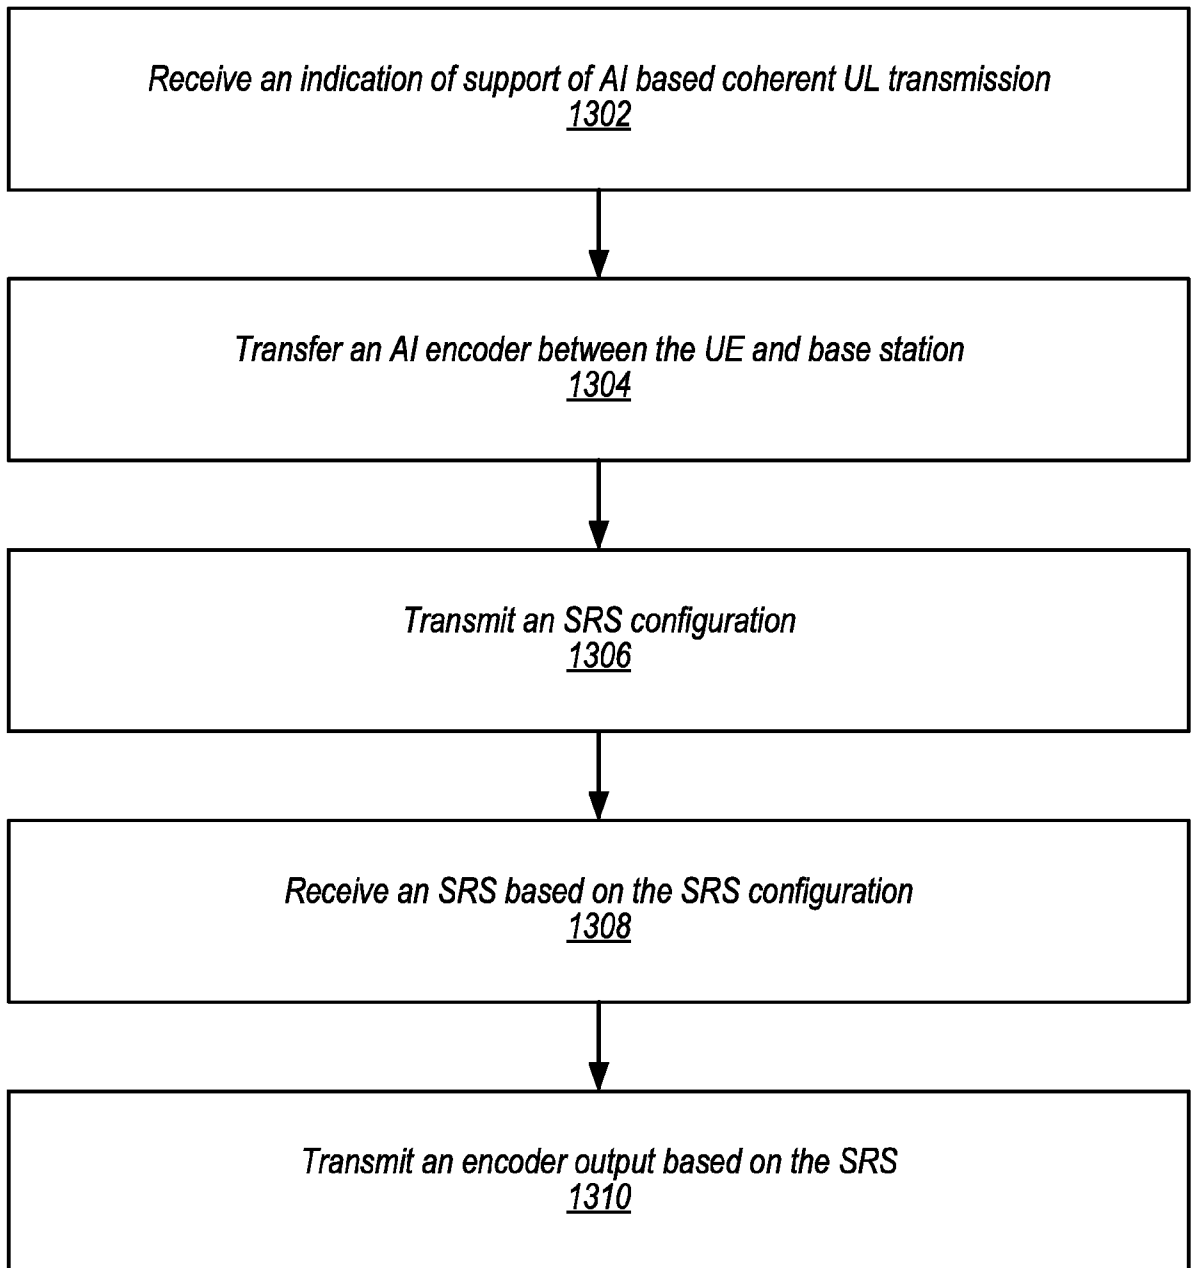 Receive an indication of support of AI based coherent UL transmission
1302
Transfer an AI encoder between the UE and base station
1304
Transmit an SRS configuration
1306
Receive an SRS based on the SRS configuration
1308
Transmit an encoder output based on the SRS
1310